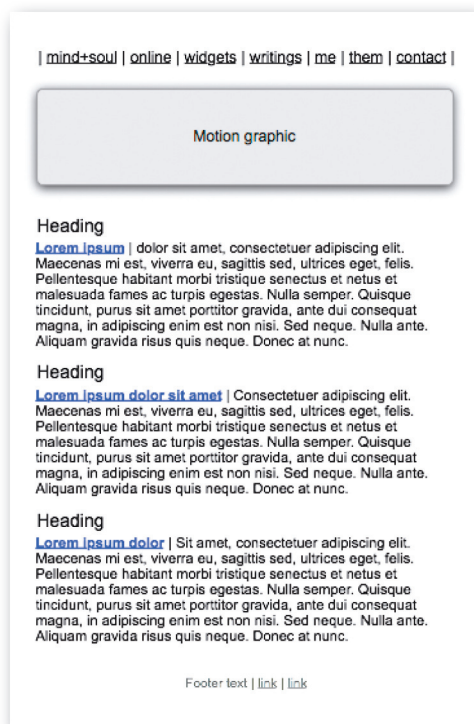 | mind+soul | online | widgets | writings | me | them | contact |
Motion graphic
Heading
Lorem ipsum | dolor sit amet, consectetuer adipiscing elit.
Maecenas mi est, viverra eu, sagittis sed, ultrices eget, felis.
Pellentesque habitant morbi tristique senectus et netus et
malesuada fames ac turpis egestas. Nulla semper. Quisque
tincidunt, purus sit amet porttitor gravida, ante dui consequat
magna, in adipiscing enim est non nisi. Sed neque. Nulla ante.
Aliquam gravida risus quis neque. Donec at nunc.
Heading
Lorem ipsum dolor sit amet | Consectetuer adipiscing elit.
Maecenas mi est, viverra eu, sagittis sed, ultrices eget, felis.
Pellentesque habitant morbi tristique senectus et netus et
malesuada fames ac turpis egestas. Nulla semper. Quisque
tincidunt, purus sit amet porttitor gravida, ante dui consequat
magna, in adipiscing enim est non nisi. Sed neque. Nulla ante.
Aliquam gravida risus quis neque. Donec at nunc.
Heading
Lorem ipsum dolor | Sit amet, consectetuer adipiscing elit.
Maecenas mi est, viverra eu, sagittis sed, ultrices eget, felis.
Pellentesque habitant morbi tristique senectus et netus et
malesuada fames ac turpis egestas. Nulla semper. Quisque
tincidunt, purus sit amet porttitor gravida, ante dui consequat
magna, in adipiscing enim est non nisi. Sed neque. Nulla ante.
Aliquam gravida risus quis neque. Donec at nunc.
Footer text | link | link